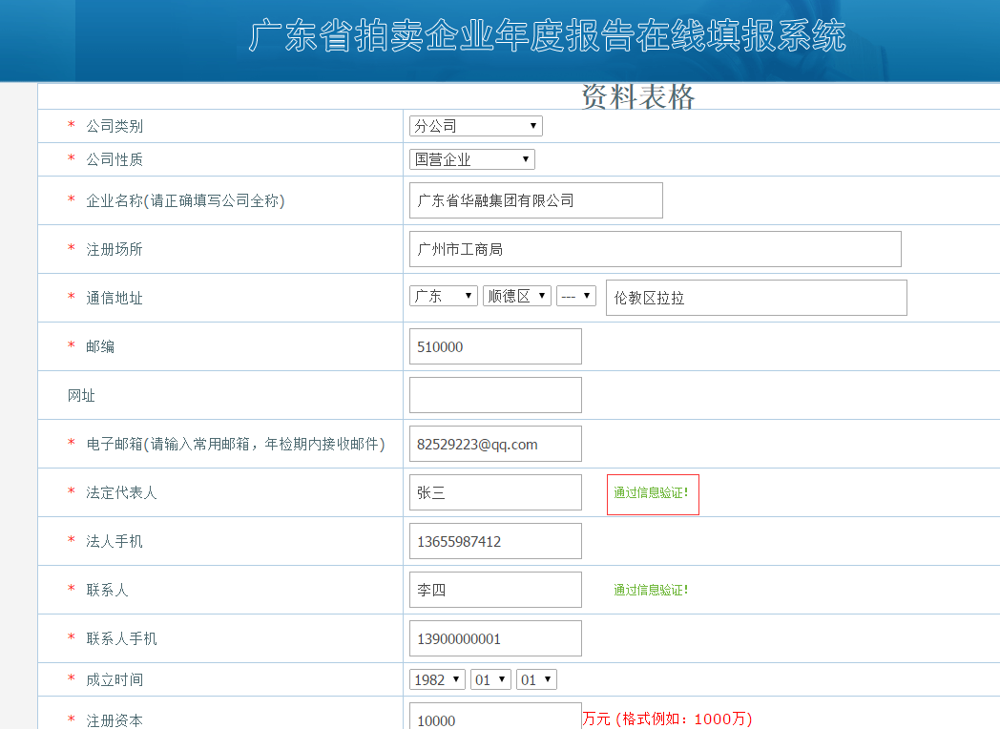 广东省拍卖企业年度报告在线填报系统
资料表格
* 公司类别 分公司
* 公司性质 国营企业
* 企业名称(请正确填写公司全称) 广东省华融集团有限公司
* 注册场所 广州市工商局
* 通信地址 广东 顺德区 --- 伦教区拉拉
* 邮编 510000
网址
* 电子邮箱(请输入常用邮箱，年检期内接收邮件) 82529223@qq.com
* 法定代表人 张三 通过信息验证!
* 法人手机 13655987412
* 联系人 李四 通过信息验证!
* 联系人手机 13900000001
* 成立时间 1982 01 01
* 注册资本 10000 万元 (格式例如：1000万)